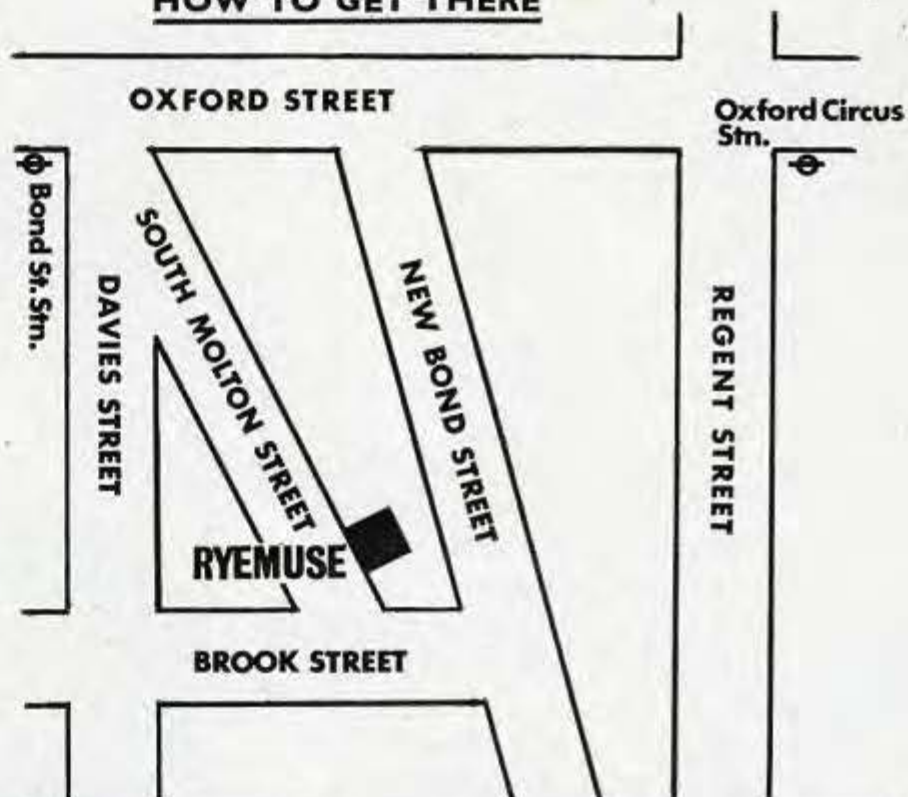 HOW TO GET THERE
OXFORD STREET
Oxford Circus
Stn.
Bond St. Stn.
DAVIES STREET
SOUTH MOLTON STREET
NEW BOND STREET
REGENT STREET
RYEMUSE
BROOK STREET